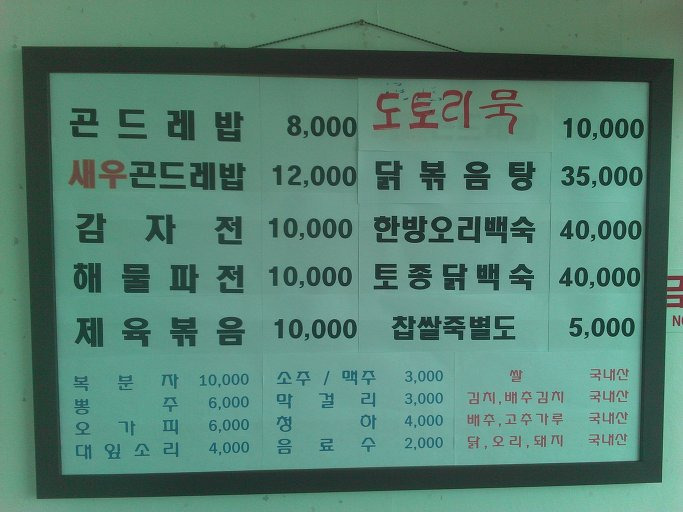 곤드레밥 8,000
새우곤드레밥 12,000
감자전 10,000
해물파전 10,000
제육볶음 10,000
도토리묵 10,000
닭볶음탕 35,000
한방오리백숙 40,000
토종닭백숙 40,000
찹쌀죽별도 5,000
복분자 10,000
뽕주 6,000
오가피 6,000
대잎소리 4,000
소주/맥주 3,000
막걸리 3,000
청하 4,000
음료수 2,000
쌀 국내산
김치,배추김치 국내산
배추,고추가루 국내산
닭,오리,돼지 국내산
금
NO